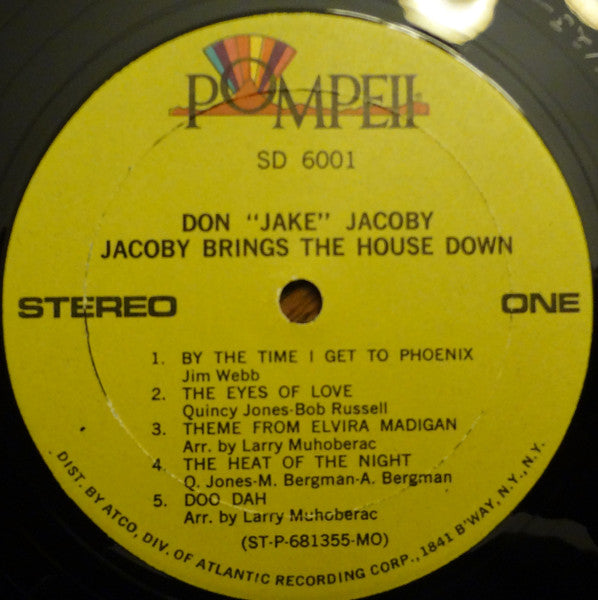 POMPEII
SD 6001
DON "JAKE" JACOBY
JACOBY BRINGS THE HOUSE DOWN
STEREO ONE
1. BY THE TIME I GET TO PHOENIX
Jim Webb
2. THE EYES OF LOVE
Quincy Jones-Bob Russell
3. THEME FROM ELVIRA MADIGAN
Arr. by Larry Muhoberac
4. THE HEAT OF THE NIGHT
Q. Jones-M. Bergman-A. Bergman
5. DOO DAH
Arr. by Larry Muhoberac
(ST-P-681355-MO)
DIST. BY ATCO, DIV. OF ATLANTIC RECORDING CORP., 1841 B'WAY, N.Y., N.Y.